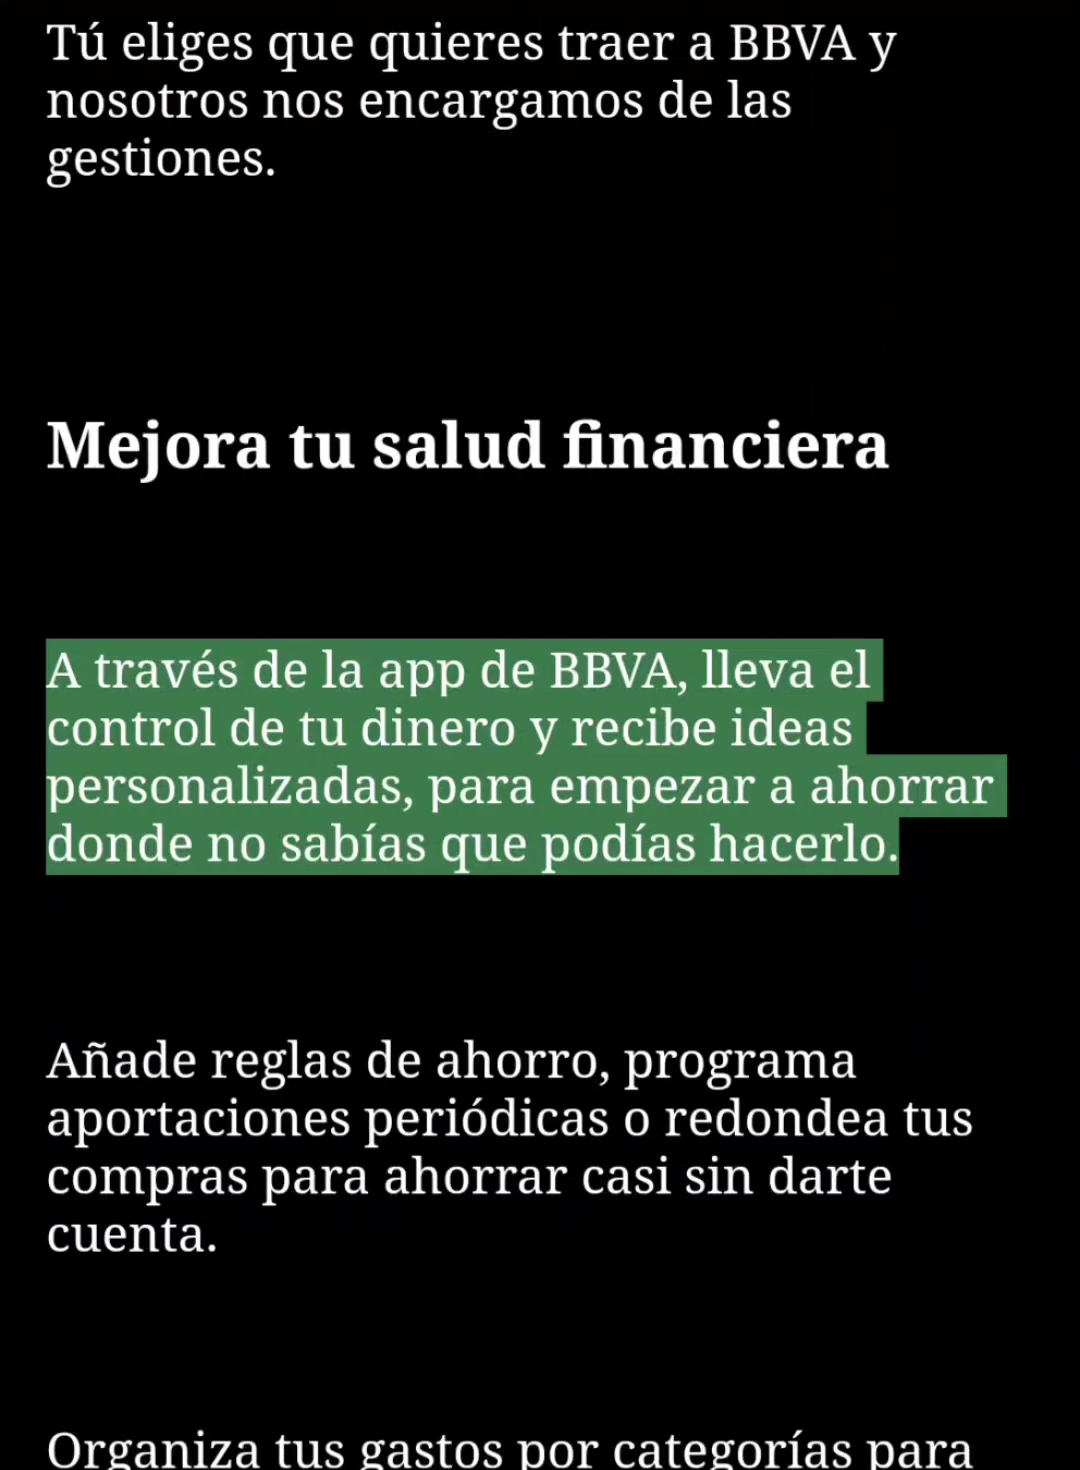 Tú eliges que quieres traer a BBVA y
nosotros nos encargamos de las
gestiones.
Mejora tu salud financiera
A través de la app de BBVA, lleva el
control de tu dinero y recibe ideas
personalizadas, para empezar a ahorrar
donde no sabías que podías hacerlo.
Añade reglas de ahorro, programa
aportaciones periódicas o redondea tus
compras para ahorrar casi sin darte
cuenta.
Organiza tus gastos por categorías para